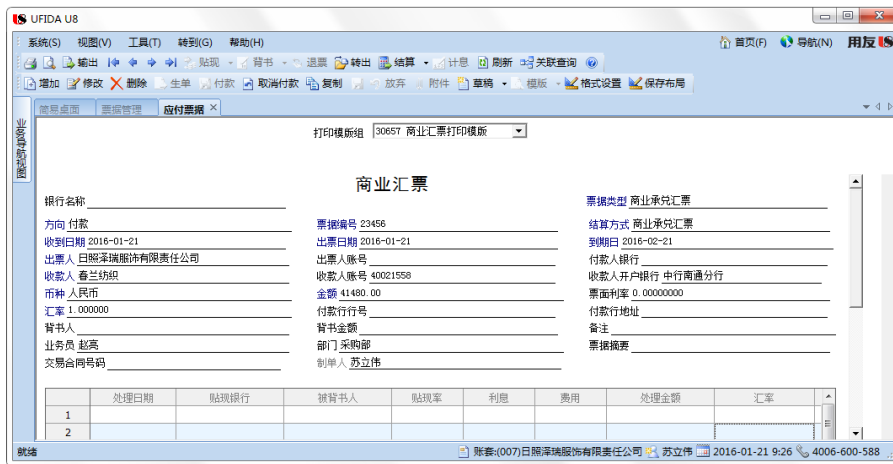 UFIDA U8
系统(S) 视图(V) 工具(T) 转到(G) 帮助(H) 首页(F) 导航(N) 用友
输出 贴现 背书 退票 转出 结算 计息 刷新 关联查询
增加 修改 删除 生单 付款 取消付款 复制 放弃 附件 草稿 模版 格式设置 保存布局
简易桌面 票据管理 应付票据
业务导航视图
打印模版组 30657 商业汇票打印模版
商业汇票
银行名称 票据类型 商业承兑汇票
方向 付款 票据编号 23456 结算方式 商业承兑汇票
收到日期 2016-01-21 出票日期 2016-01-21 到期日 2016-02-21
出票人 日照泽瑞服饰有限责任公司 出票人账号 付款人银行
收款人 春兰纺织 收款人账号 40021558 收款人开户银行 中行南通分行
币种 人民币 金额 41480.00 票面利率 0.00000000
汇率 1.000000 付款行行号 付款行地址
背书人 背书金额 备注
业务员 赵亮 部门 采购部 票据摘要
交易合同号码 制单人 苏立伟
处理日期 贴现银行 被背书人 贴现率 利息 费用 处理金额 汇率
1
2
就绪 账套:(007)日照泽瑞服饰有限责任公司 苏立伟 2016-01-21 9:26 4006-600-588